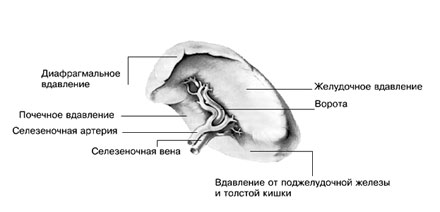 Диафрагмальное
вдавление
Желудочное вдавление
Ворота
Почечное вдавление
Селезеночная артерия
Селезеночная вена
Вдавление от поджелудочной железы
и толстой кишки